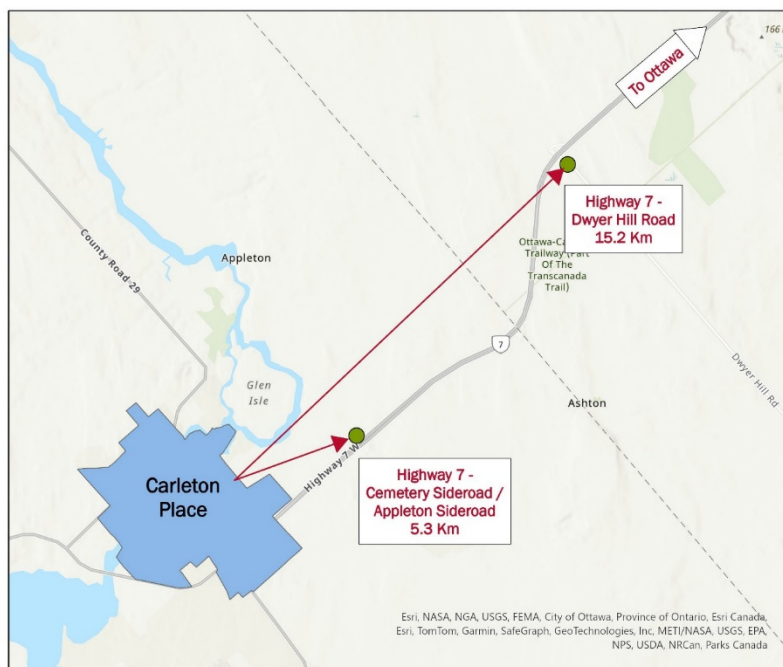 166
To Ottawa
Highway 7 -
Dwyer Hill Road
15.2 Km
County Road 29
Appleton
Ottawa-Ca
Trailway (Part
Of The
Transcanada
Trail)
7
Dwyer Hill Rd
Glen
Isle
Ashton
Highway 7 W
Carleton
Place
Highway 7 -
Cemetery Sideroad /
Appleton Sideroad
5.3 Km
Esri, NASA, NGA, USGS, FEMA, City of Ottawa, Province of Ontario, Esri Canada,
Esri, TomTom, Garmin, SafeGraph, GeoTechnologies, Inc, METI/NASA, USGS, EPA,
NPS, USDA, NRCan, Parks Canada